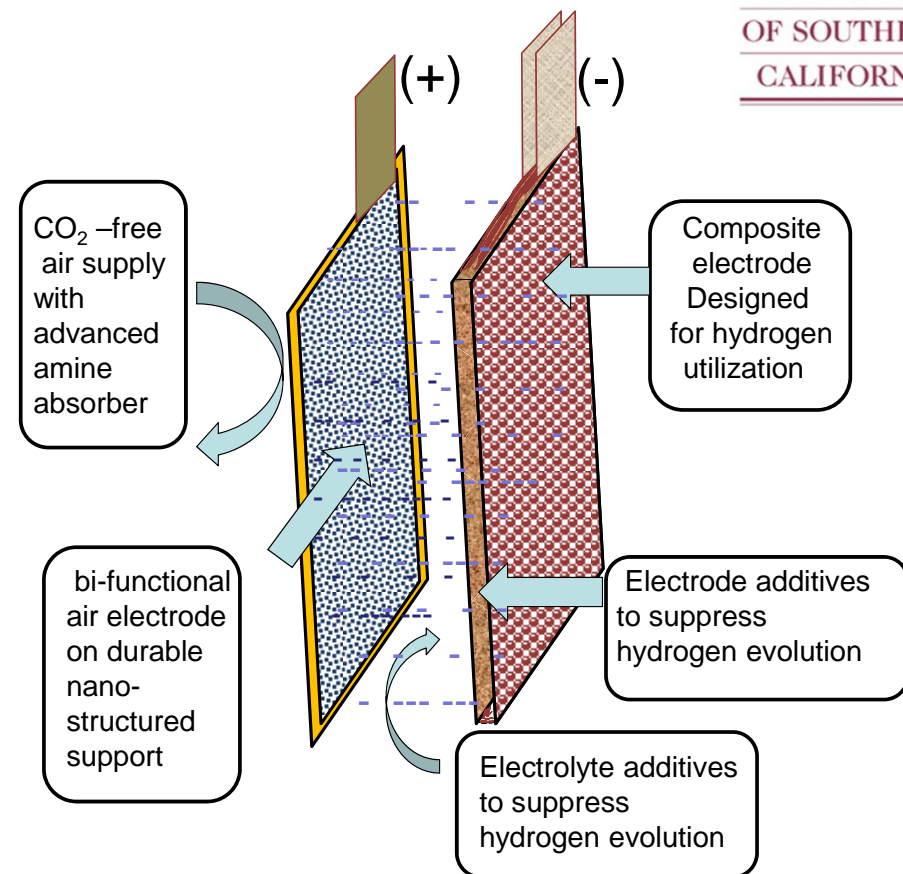 OF SOUTHE
CALIFORN
(+)
(-)
CO₂ –free
air supply
with
advanced
amine
absorber
Composite
electrode
Designed
for hydrogen
utilization
bi-functional
air electrode
on durable
nano-
structured
support
Electrode additives
to suppress
hydrogen evolution
Electrolyte additives
to suppress
hydrogen evolution